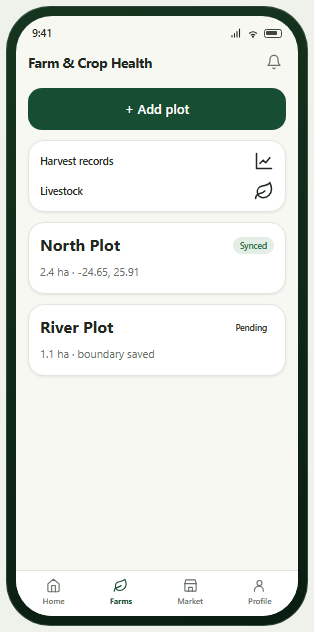 9:41
Farm & Crop Health
+ Add plot
Harvest records
Livestock
North Plot
Synced
2.4 ha · -24.65, 25.91
River Plot
Pending
1.1 ha · boundary saved
Home
Farms
Market
Profile